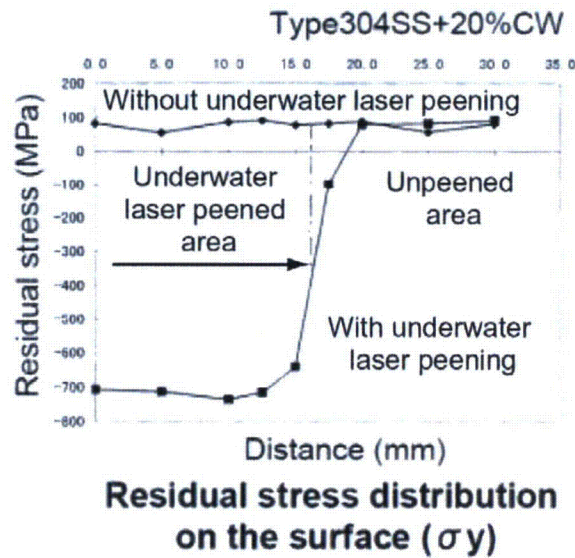 Type304SS+20%CW
0.0 5.0 10.0 15.0 20.0 25.0 30.0 35.0
200
100
0
-100
-200
-300
-400
-500
-600
-700
-800
Residual stress (MPa)
Without underwater laser peening
Underwater
laser peened
area
Unpeened
area
With underwater
laser peening
Distance (mm)
Residual stress distribution
on the surface (σy)